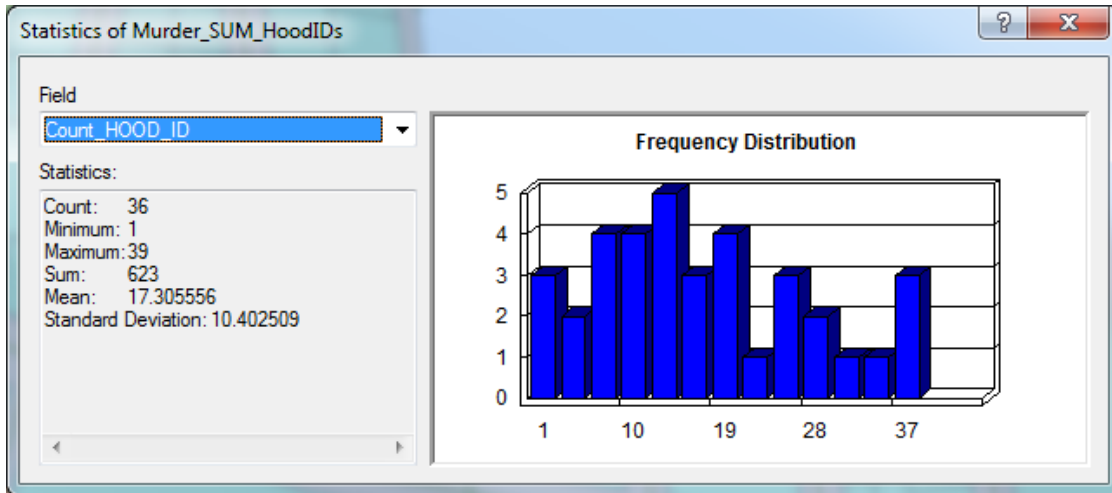 Statistics of Murder_SUM_HoodIDs
?
X
Field
Count_HOOD_ID
Statistics:
Count: 36
Minimum: 1
Maximum: 39
Sum: 623
Mean: 17.305556
Standard Deviation: 10.402509
Frequency Distribution
5
4
3
2
1
0
1 10 19 28 37